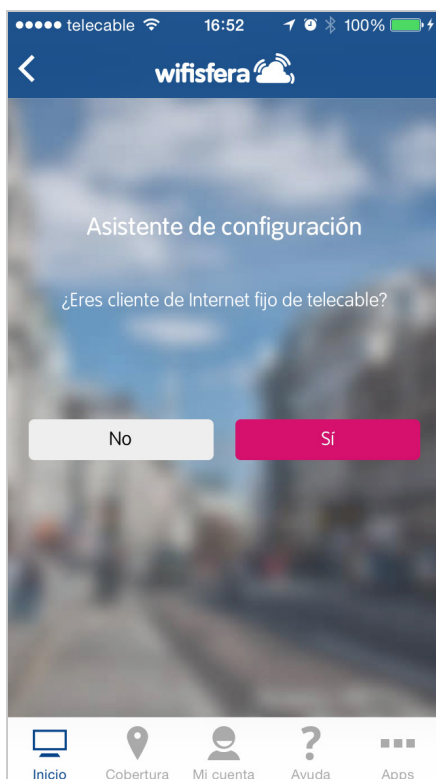 telecable 16:52 100%
wifisfera
Asistente de configuración
¿Eres cliente de Internet fijo de telecable?
No Sí
Inicio Cobertura Mi cuenta Ayuda Apps